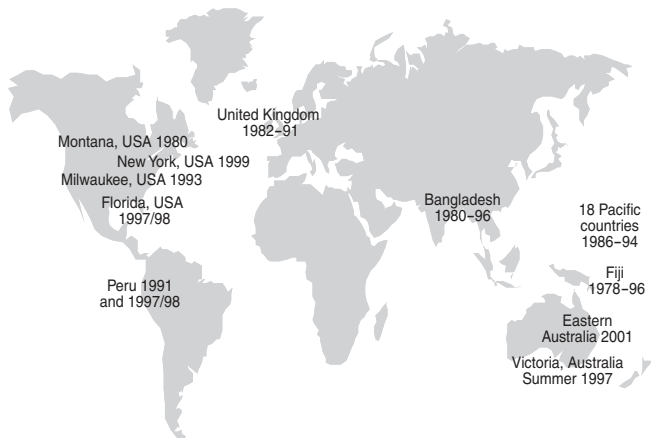 United Kingdom
1982–91
Montana, USA 1980
New York, USA 1999
Milwaukee, USA 1993
Florida, USA
1997/98
Bangladesh
1980–96
18 Pacific
countries
1986–94
Peru 1991
and 1997/98
Fiji
1978–96
Eastern
Australia 2001
Victoria, Australia
Summer 1997